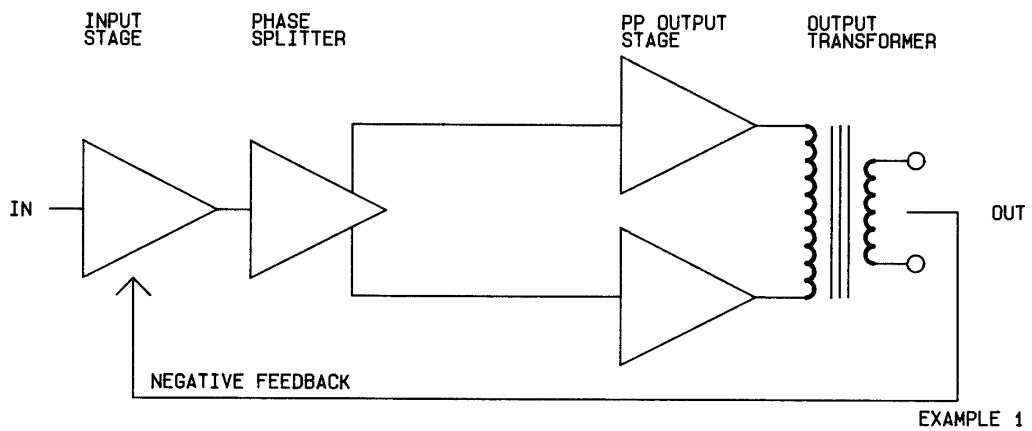 INPUT
STAGE
PHASE
SPLITTER
PP OUTPUT
STAGE
OUTPUT
TRANSFORMER
IN
OUT
NEGATIVE FEEDBACK
EXAMPLE 1